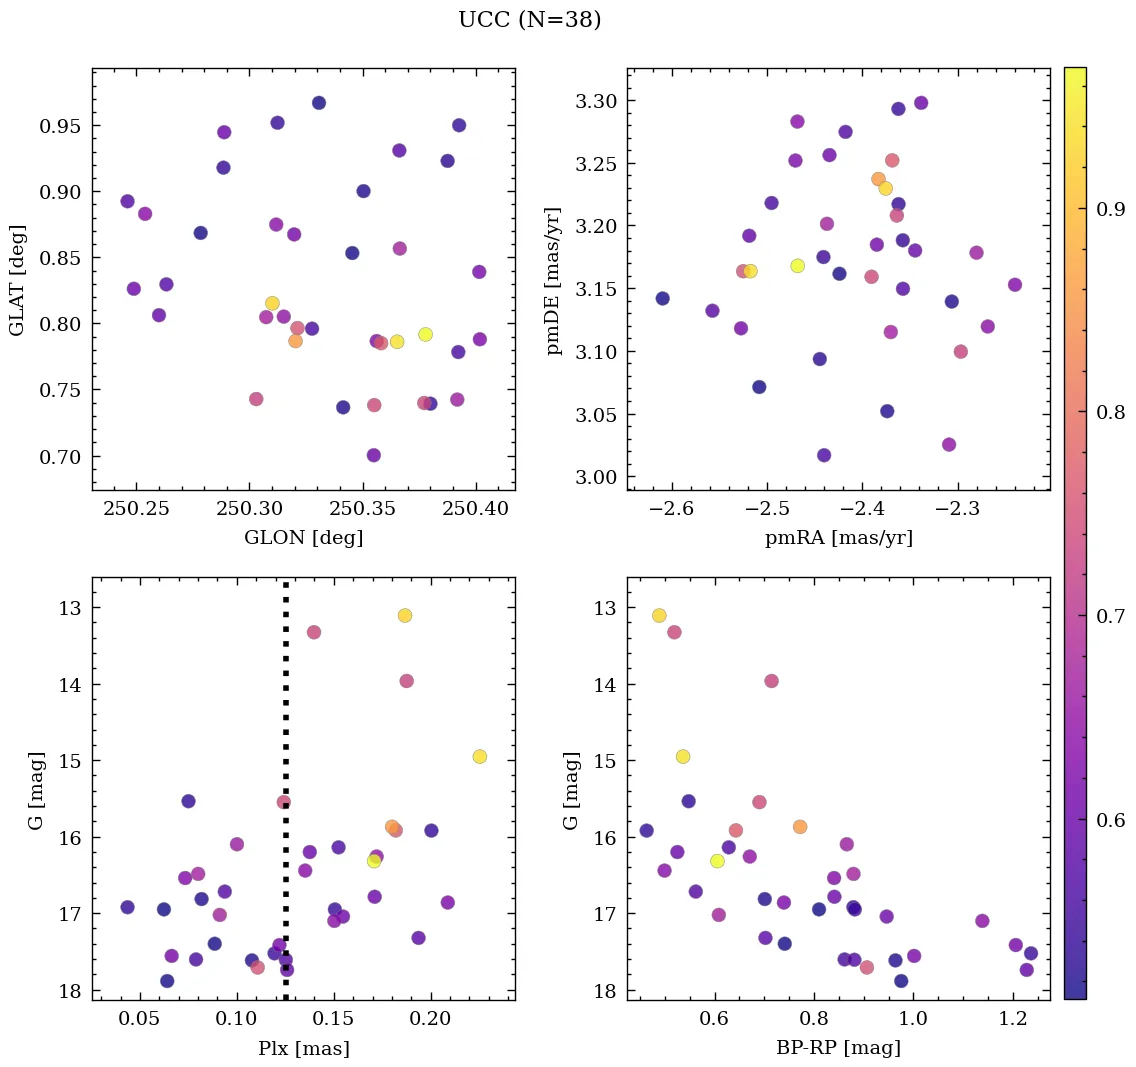 UCC (N=38)
0.95
0.90
0.85
0.80
0.75
0.70
GLAT [deg]
250.25 250.30 250.35 250.40
GLON [deg]
3.30
3.25
3.20
3.15
3.10
3.05
3.00
pmDE [mas/yr]
−2.6 −2.5 −2.4 −2.3
pmRA [mas/yr]
0.9
0.8
0.7
0.6
13
14
15
16
17
18
G [mag]
0.05 0.10 0.15 0.20
Plx [mas]
13
14
15
16
17
18
G [mag]
0.6 0.8 1.0 1.2
BP-RP [mag]